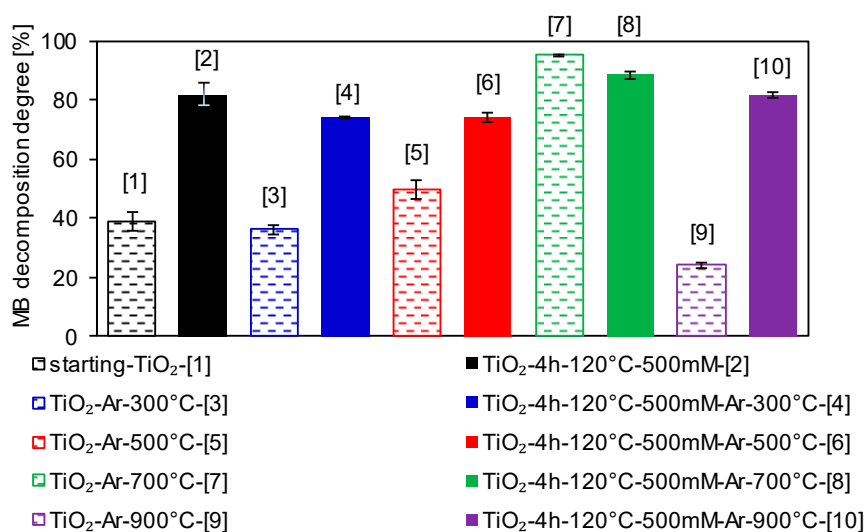 MB decomposition degree [%]
100
80
60
40
20
0
[1]
[2]
[3]
[4]
[5]
[6]
[7]
[8]
[9]
[10]
starting-TiO₂-[1]
TiO₂-4h-120°C-500mM-[2]
TiO₂-Ar-300°C-[3]
TiO₂-4h-120°C-500mM-Ar-300°C-[4]
TiO₂-Ar-500°C-[5]
TiO₂-4h-120°C-500mM-Ar-500°C-[6]
TiO₂-Ar-700°C-[7]
TiO₂-4h-120°C-500mM-Ar-700°C-[8]
TiO₂-Ar-900°C-[9]
TiO₂-4h-120°C-500mM-Ar-900°C-[10]